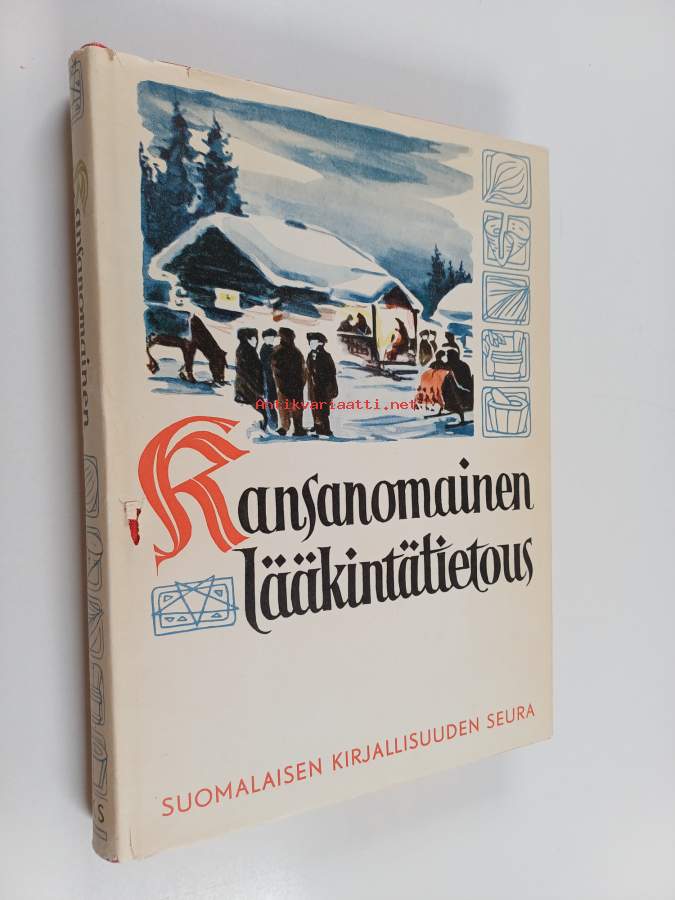 Kansanomainen
lääkintätietous
SUOMALAISEN KIRJALLISUUDEN SEURA
Kansanomainen
S
Antikvariaatti.net